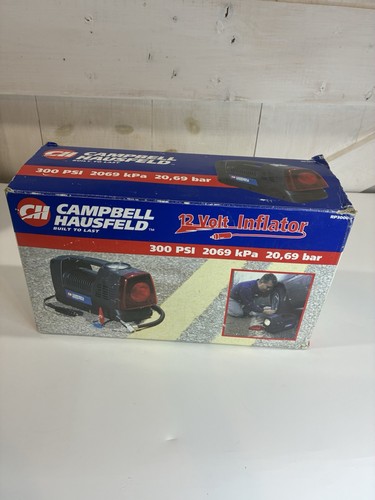 CH CAMPBELL
HAUSFELD
300 PSI 2069 kPa 20,69 bar
CH CAMPBELL
HAUSFELD™
BUILT TO LAST
12 Volt Inflator
300 PSI 2069 kPa 20,69 bar